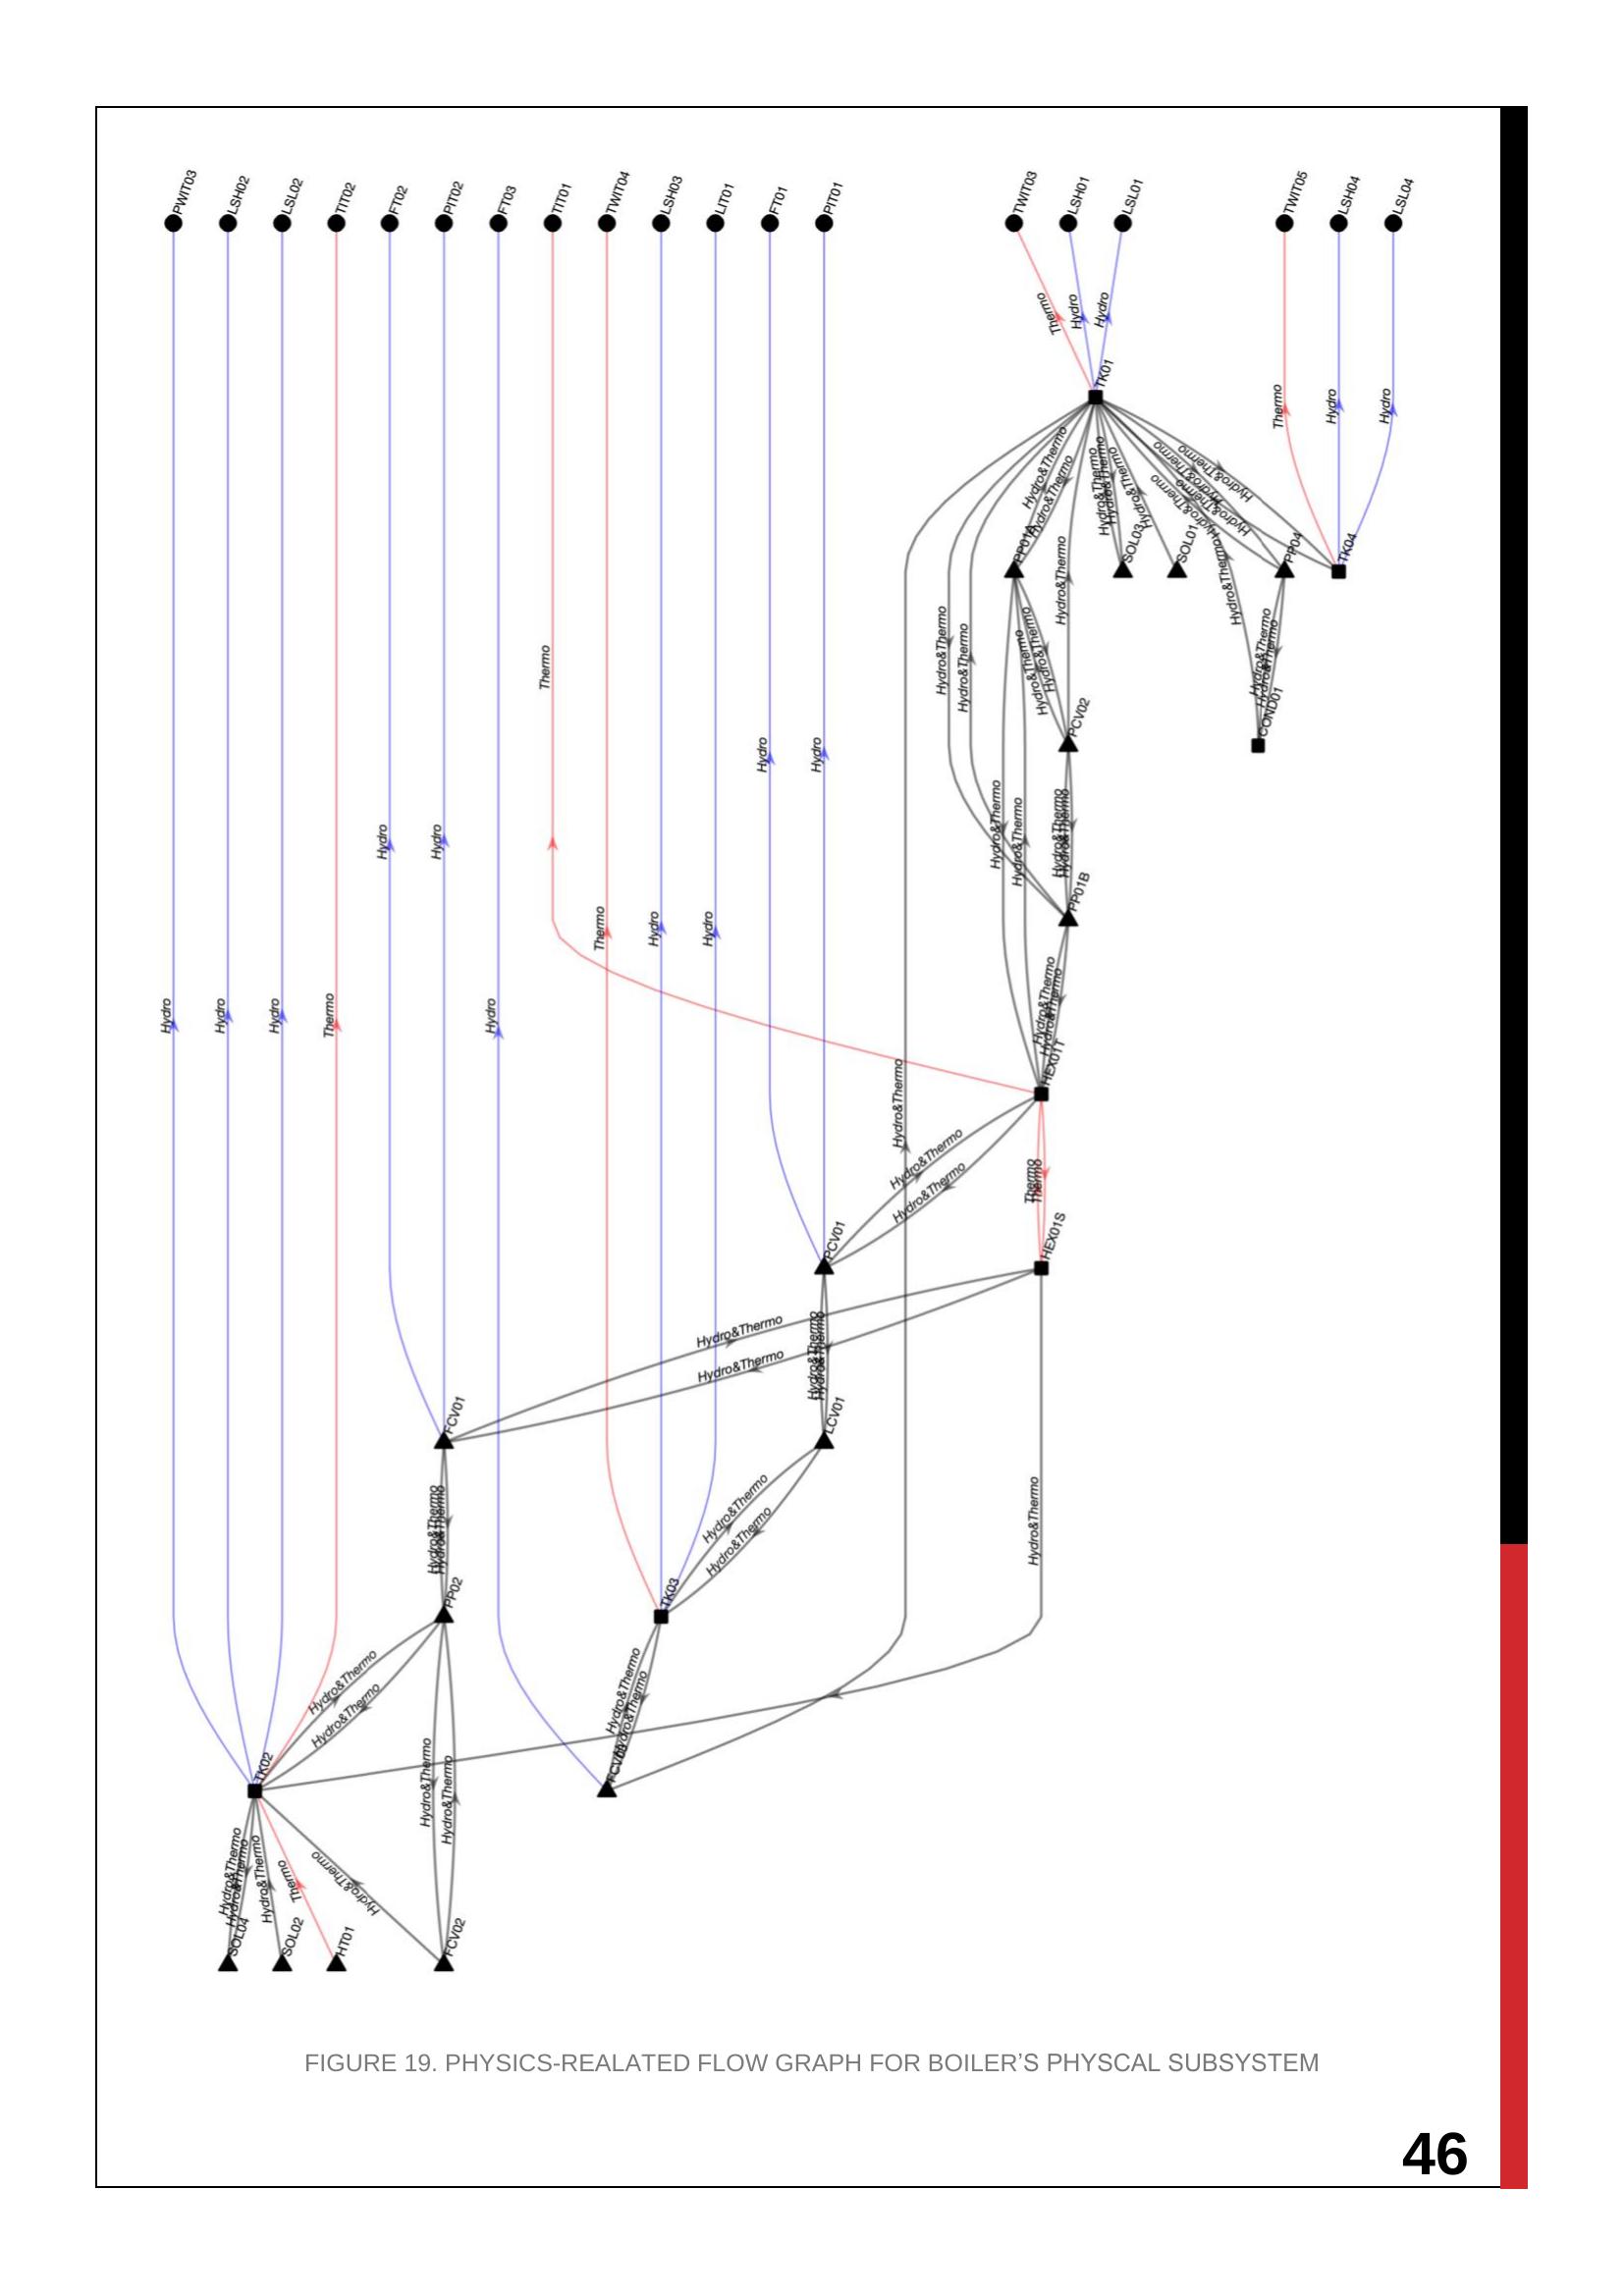 PWIT03
LSH02
LSL02
TIT02
FT02
PIT02
FT03
TIT01
TWIT04
LSH03
LIT01
FT01
PIT01
TWIT03
LSH01
LSL01
TWIT05
LSH04
LSL04
Thermo
Hydro
Hydro
TK01
Thermo
Hydro
Hydro
Hydro&Thermo
Hydro&Thermo
Hydro&Thermo
Hydro&Thermo
Hydro&Thermo
Hydro&Thermo
Hydro&Thermo
Hydro&Thermo
Hydro&Thermo
PP01A
SOL03
SOL01
PP04
TK04
Hydro&Thermo
Hydro&Thermo
Thermo
Hydro&Thermo
Hydro&Thermo
Hydro&Thermo
Hydro&Thermo
Hydro&Thermo
Hydro&Thermo
PCV02
COND01
Hydro
Hydro
Hydro
Hydro
Hydro&Thermo
Hydro&Thermo
Hydro&Thermo
Hydro&Thermo
PP01B
Thermo
Hydro
Hydro
Hydro
Hydro
Hydro
Thermo
Hydro
Hydro&Thermo
Hydro&Thermo
HEX01T
Hydro&Thermo
Hydro&Thermo
Hydro&Thermo
Thermo
Thermo
PCV01
HEX01S
Hydro&Thermo
Hydro&Thermo
Hydro&Thermo
Hydro&Thermo
FCV01
LCV01
Hydro&Thermo
Hydro&Thermo
Hydro&Thermo
Hydro&Thermo
Hydro&Thermo
PP02
TK03
Hydro&Thermo
Hydro&Thermo
Hydro&Thermo
Hydro&Thermo
TK02
FCV03
Hydro&Thermo
Hydro&Thermo
Hydro&Thermo
Hydro&Thermo
Hydro&Thermo
Thermo
Hydro&Thermo
SOL04
SOL02
HT01
FCV02
FIGURE 19. PHYSICS-REALATED FLOW GRAPH FOR BOILER’S PHYSCAL SUBSYSTEM
46